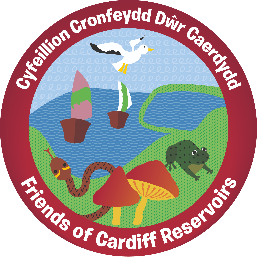 Cyfeillion Cronfeydd Dŵr Caerdydd
Friends of Cardiff Reservoirs